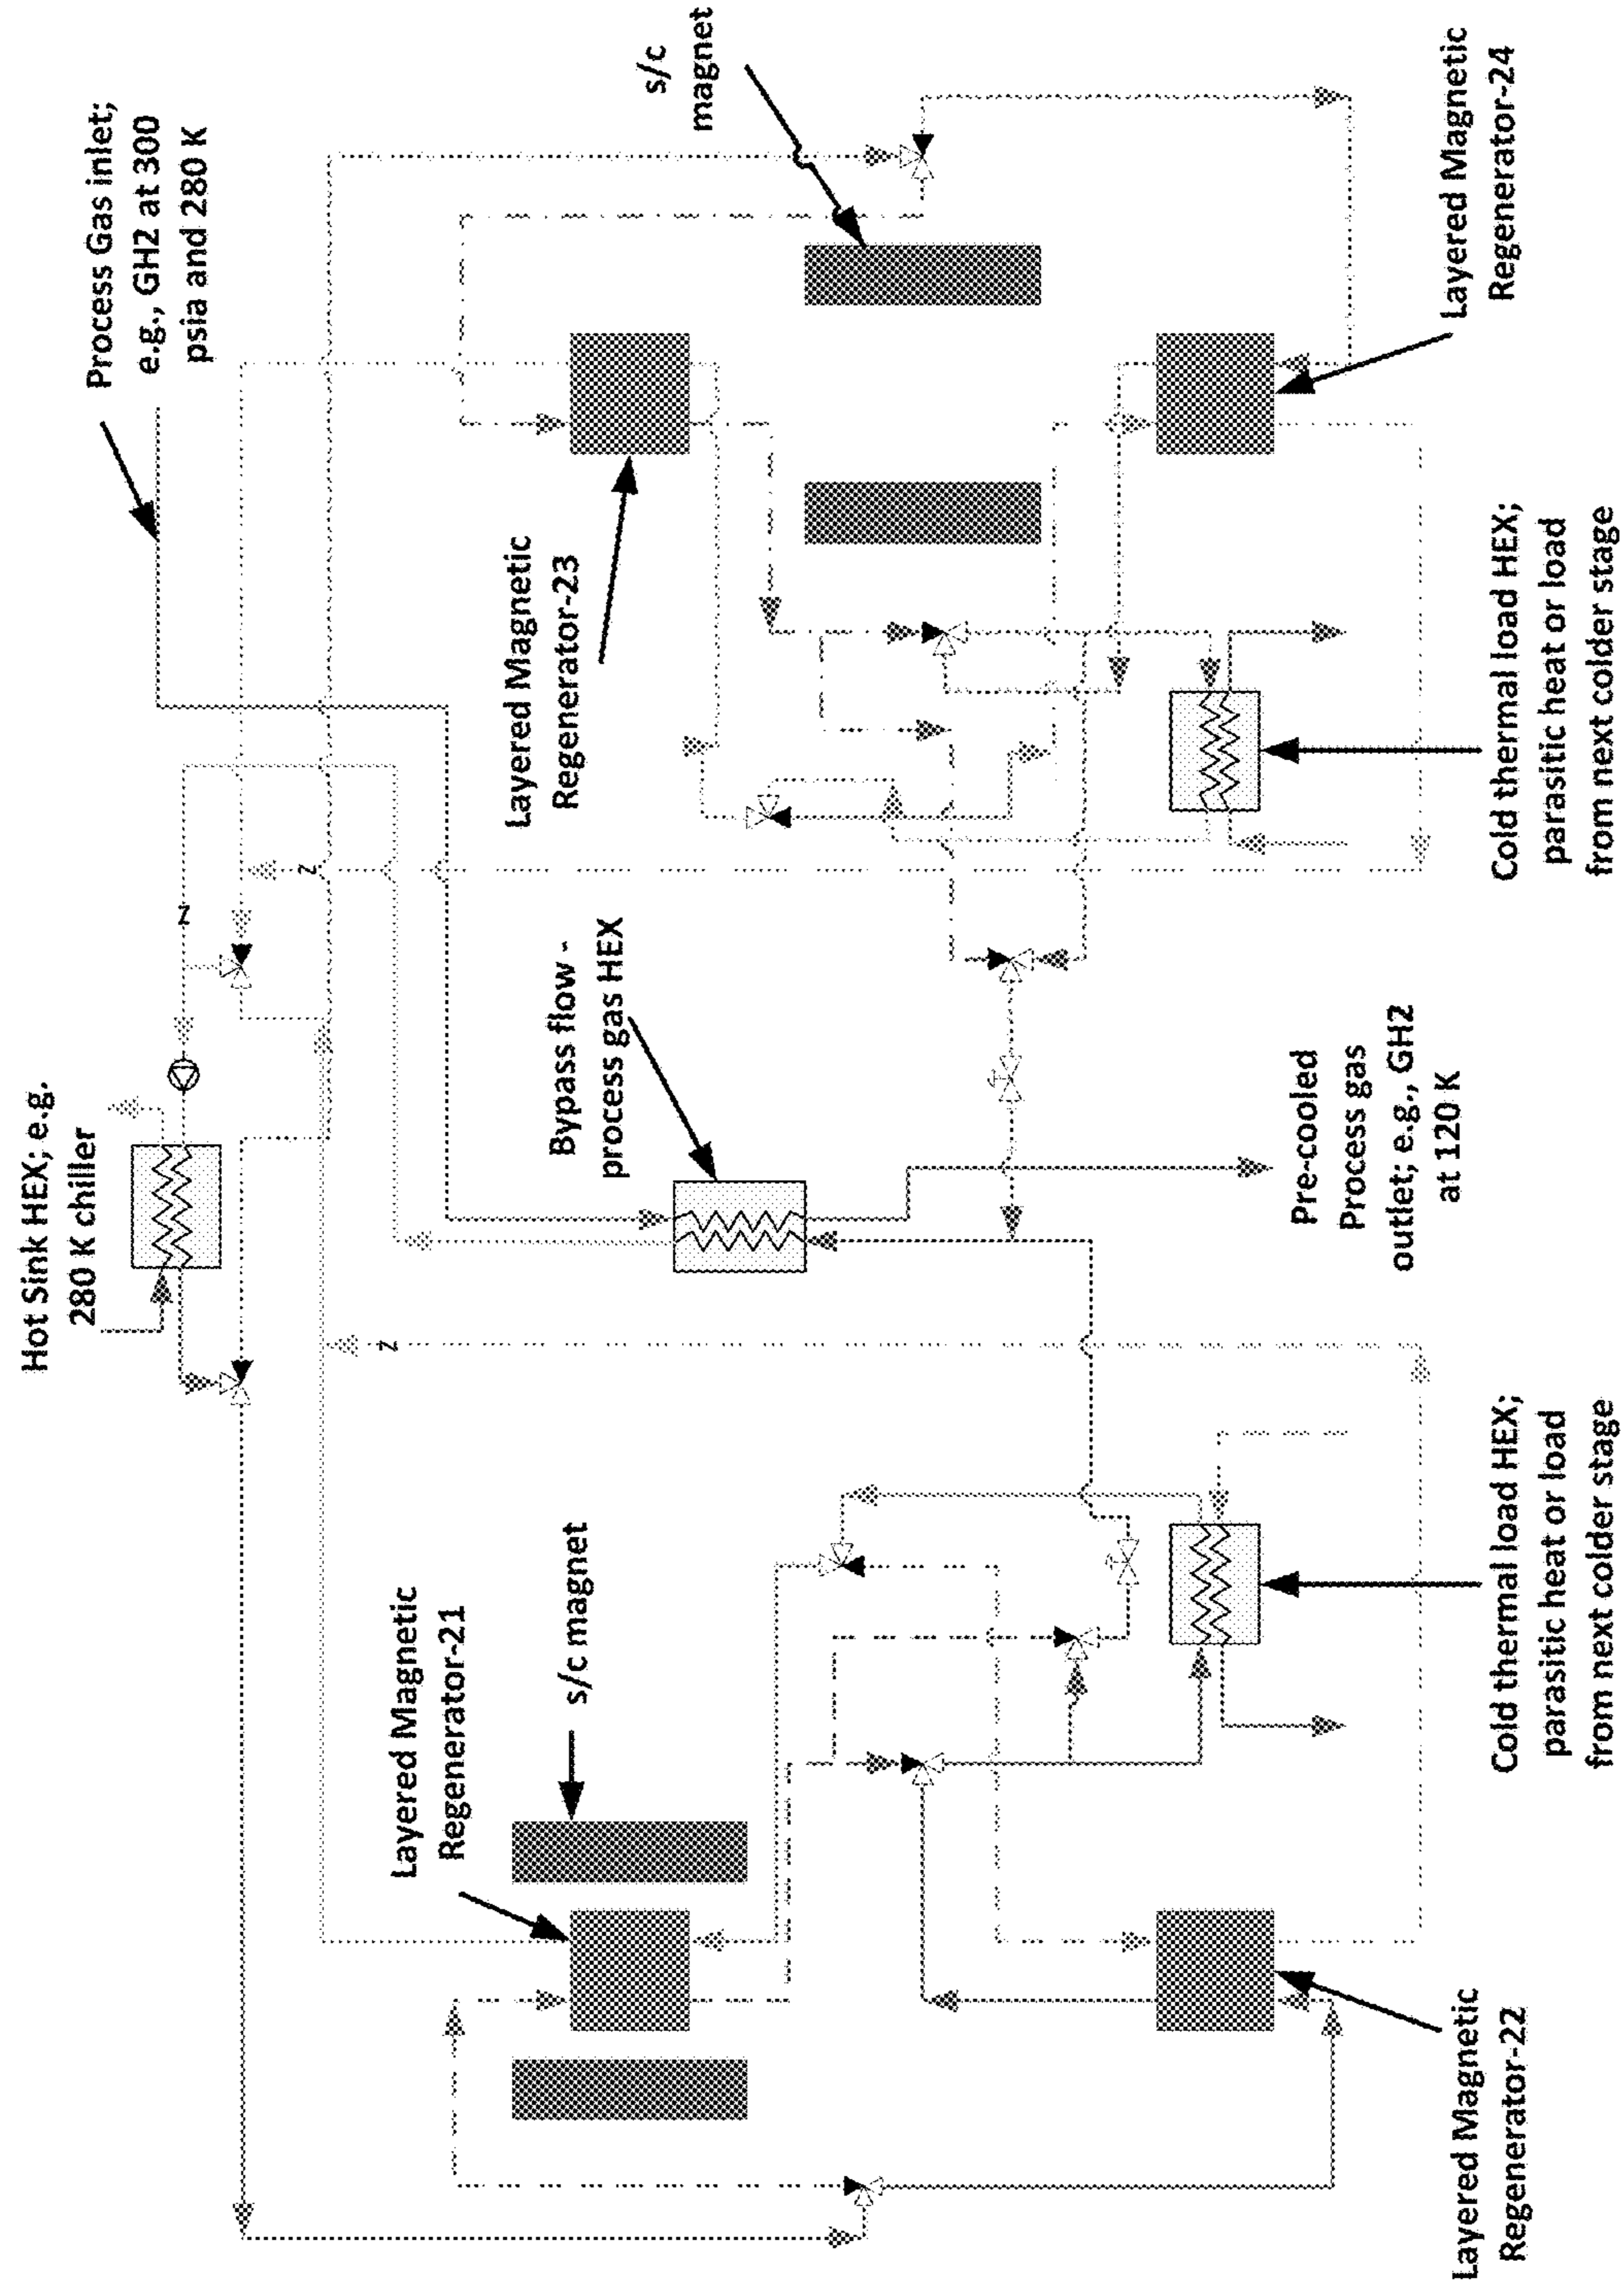 Hot Sink HEX; e.g.
280 K chiller
Process Gas inlet;
e.g., GH2 at 300
psia and 280 K
Z
Z
Z
Layered Magnetic
Regenerator-21
s/c magnet
Bypass flow -
process gas HEX
Layered Magnetic
Regenerator-23
s/c
magnet
Layered Magnetic
Regenerator-22
Cold thermal load HEX;
parasitic heat or load
from next colder stage
Pre-cooled
Process gas
outlet; e.g., GH2
at 120 K
Cold thermal load HEX;
parasitic heat or load
from next colder stage
Layered Magnetic
Regenerator-24